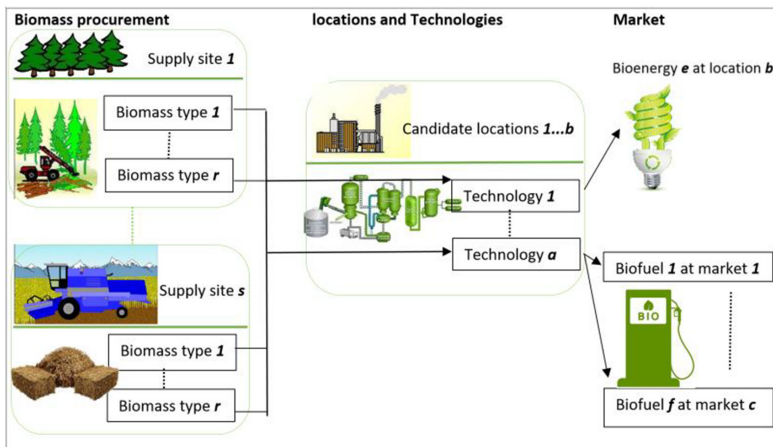 Biomass procurement
locations and Technologies
Market
Supply site 1
Biomass type 1
Biomass type r
Supply site s
Biomass type 1
Biomass type r
Candidate locations 1...b
Technology 1
Technology a
Bioenergy e at location b
Biofuel 1 at market 1
BIO
Biofuel f at market c